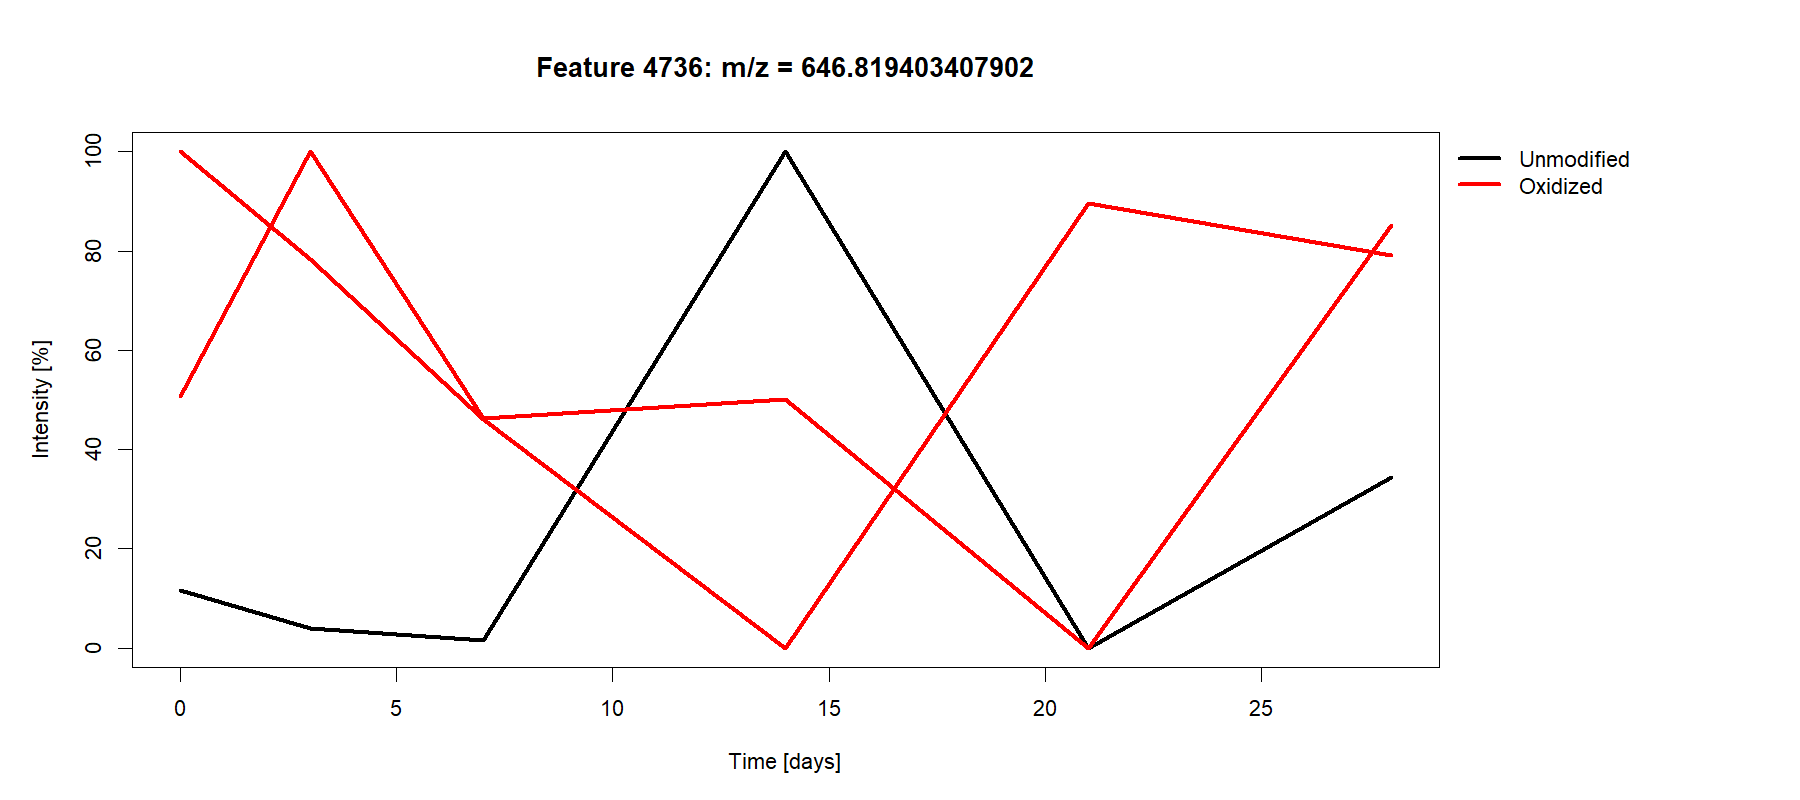 Feature 4736: m/z = 646.819403407902
Unmodified
Oxidized
Intensity [%]
100
80
60
40
20
0
0 5 10 15 20 25
Time [days]